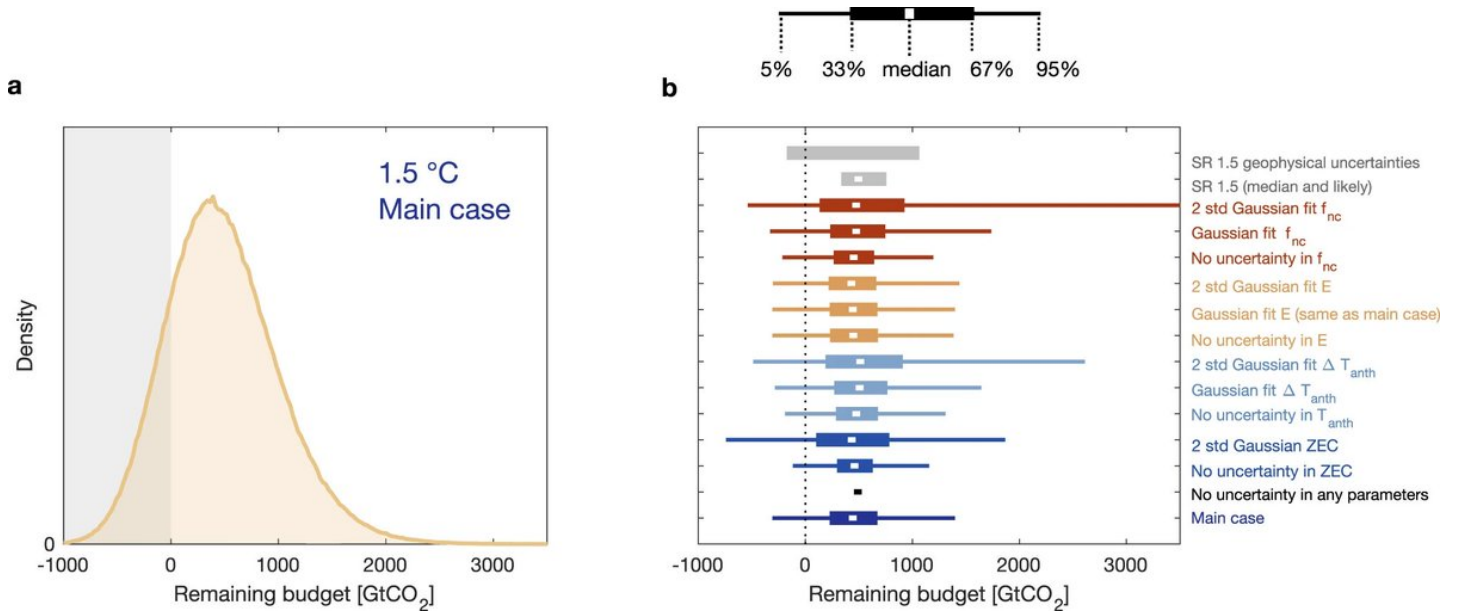 5% 33% median 67% 95%
a
1.5 °C
Main case
Density
0
-1000 0 1000 2000 3000
Remaining budget [GtCO2]
b
SR 1.5 geophysical uncertainties
SR 1.5 (median and likely)
2 std Gaussian fit fnc
Gaussian fit fnc
No uncertainty in fnc
2 std Gaussian fit E
Gaussian fit E (same as main case)
No uncertainty in E
2 std Gaussian fit Δ Tanth
Gaussian fit Δ Tanth
No uncertainty in Tanth
2 std Gaussian ZEC
No uncertainty in ZEC
No uncertainty in any parameters
Main case
-1000 0 1000 2000 3000
Remaining budget [GtCO2]